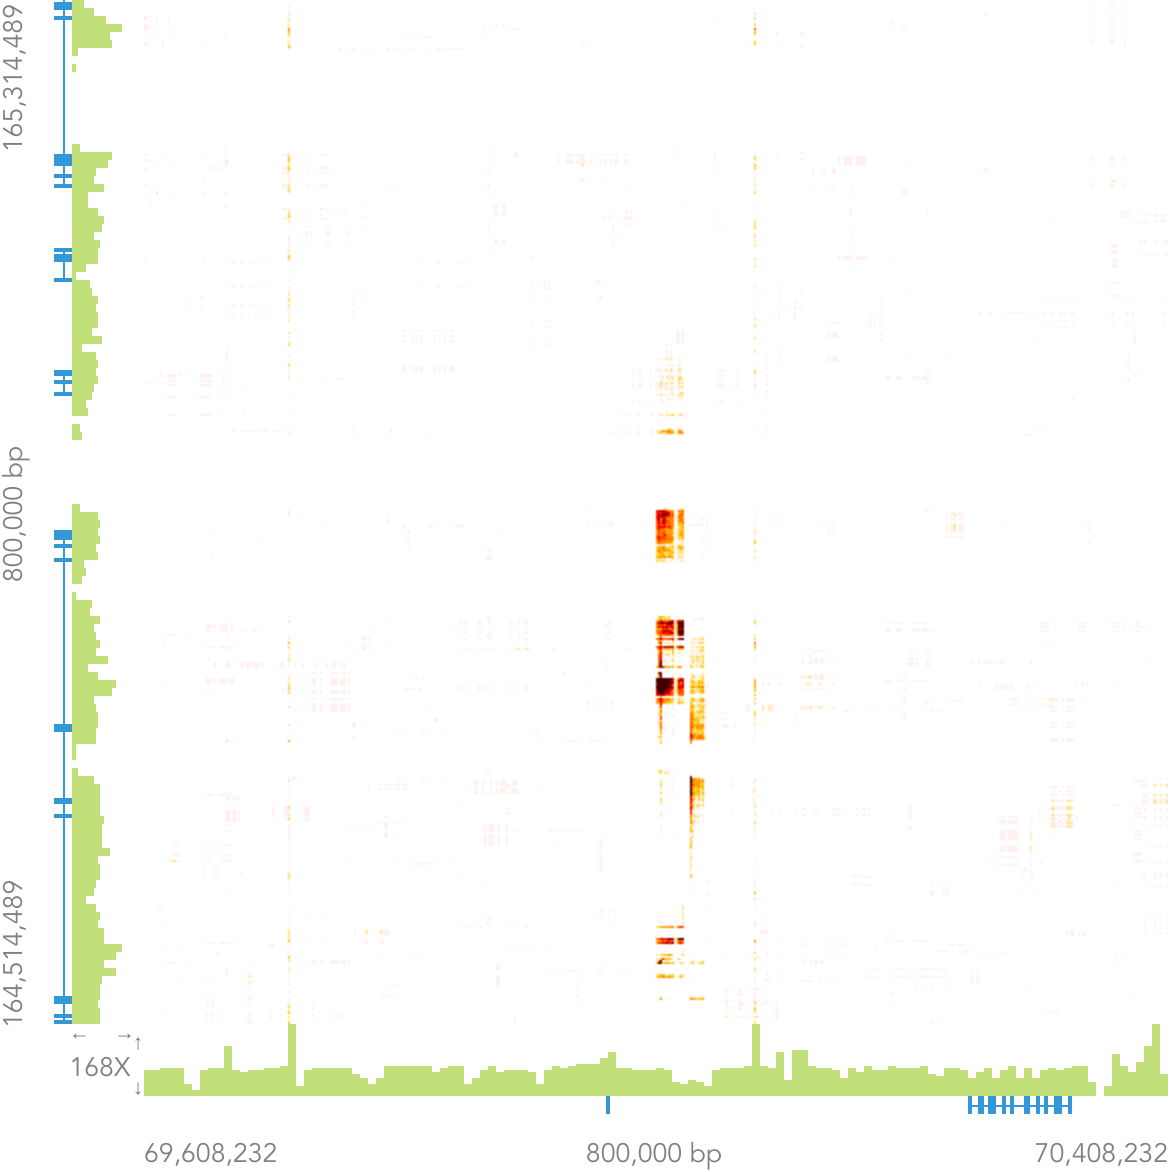 165,314,489
800,000 bp
164,514,489
← →
↑
168X
↓
69,608,232 800,000 bp 70,408,232